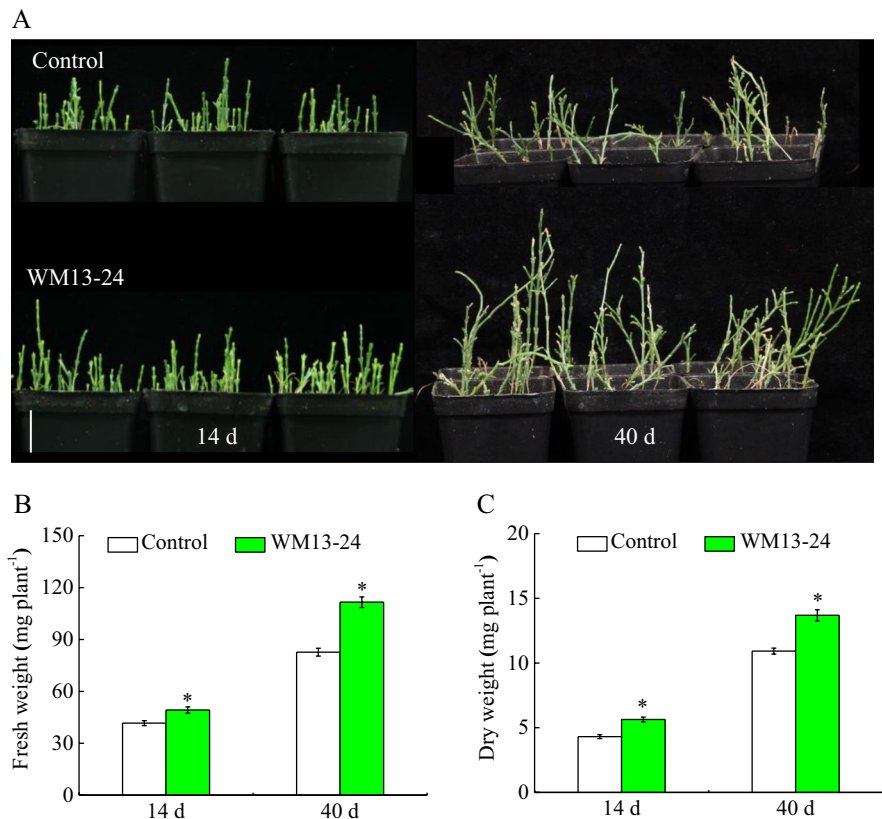 A
Control
WM13-24
14 d
40 d
B
Fresh weight (mg plant⁻¹)
150
120
90
60
30
0
Control
WM13-24
*
*
14 d
40 d
C
Dry weight (mg plant⁻¹)
20
15
10
5
0
Control
WM13-24
*
*
14 d
40 d